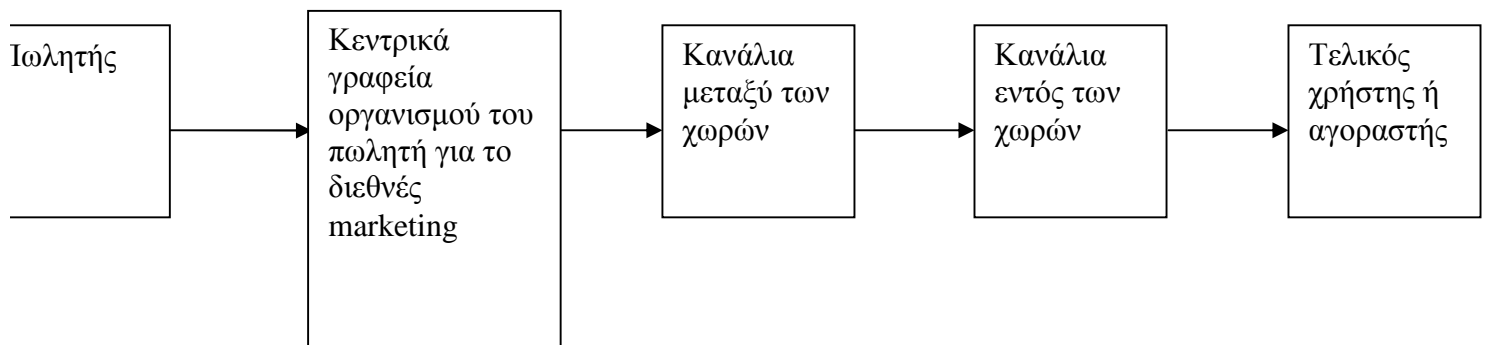 Πωλητής
Κεντρικά
γραφεία
οργανισμού του
πωλητή για το
διεθνές
marketing
Κανάλια
μεταξύ των
χωρών
Κανάλια
εντός των
χωρών
Τελικός
χρήστης ή
αγοραστής